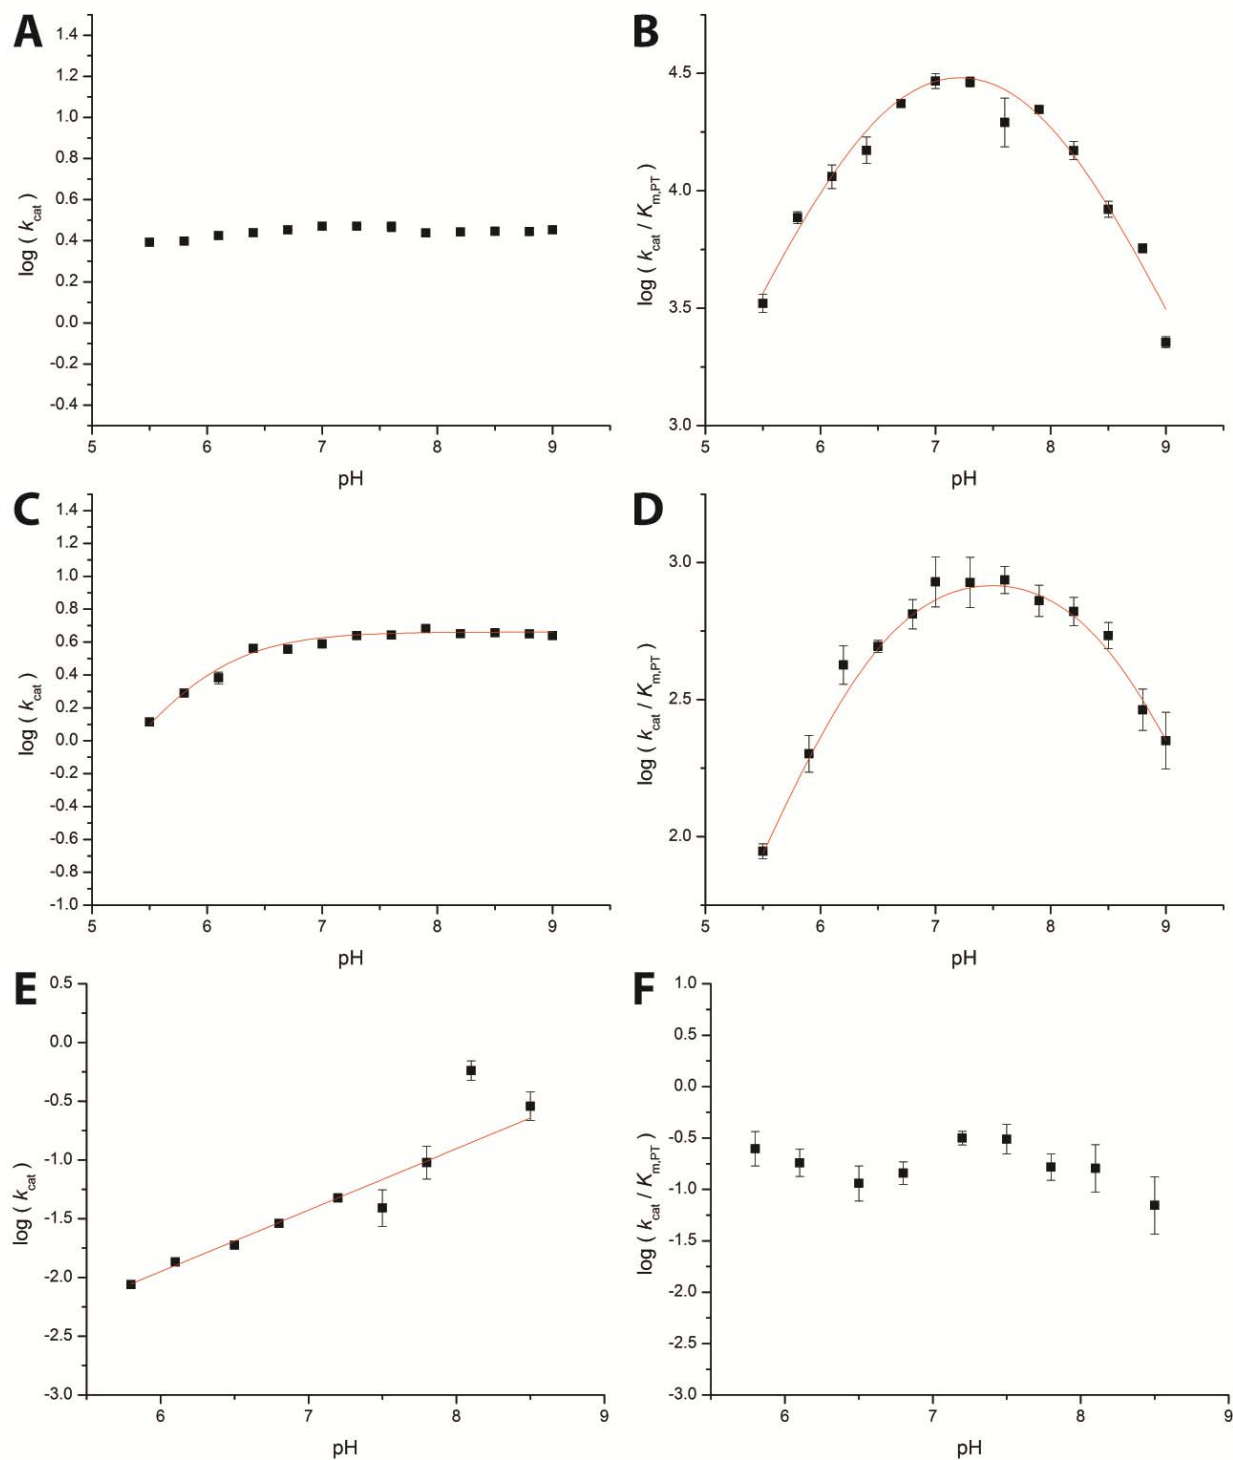 A
1.4
1.2
1.0
0.8
0.6
0.4
0.2
0.0
-0.2
-0.4
log ( kcat )
5 6 7 8 9
pH
B
4.5
4.0
3.5
3.0
log ( kcat / Km,PT )
5 6 7 8 9
pH
C
1.4
1.2
1.0
0.8
0.6
0.4
0.2
0.0
-0.2
-0.4
-0.6
-0.8
-1.0
log ( kcat )
5 6 7 8 9
pH
D
3.0
2.5
2.0
log ( kcat / Km,PT )
5 6 7 8 9
pH
E
0.5
0.0
-0.5
-1.0
-1.5
-2.0
-2.5
-3.0
log ( kcat )
6 7 8 9
pH
F
1.0
0.5
0.0
-0.5
-1.0
-1.5
-2.0
-2.5
-3.0
log ( kcat / Km,PT )
6 7 8 9
pH